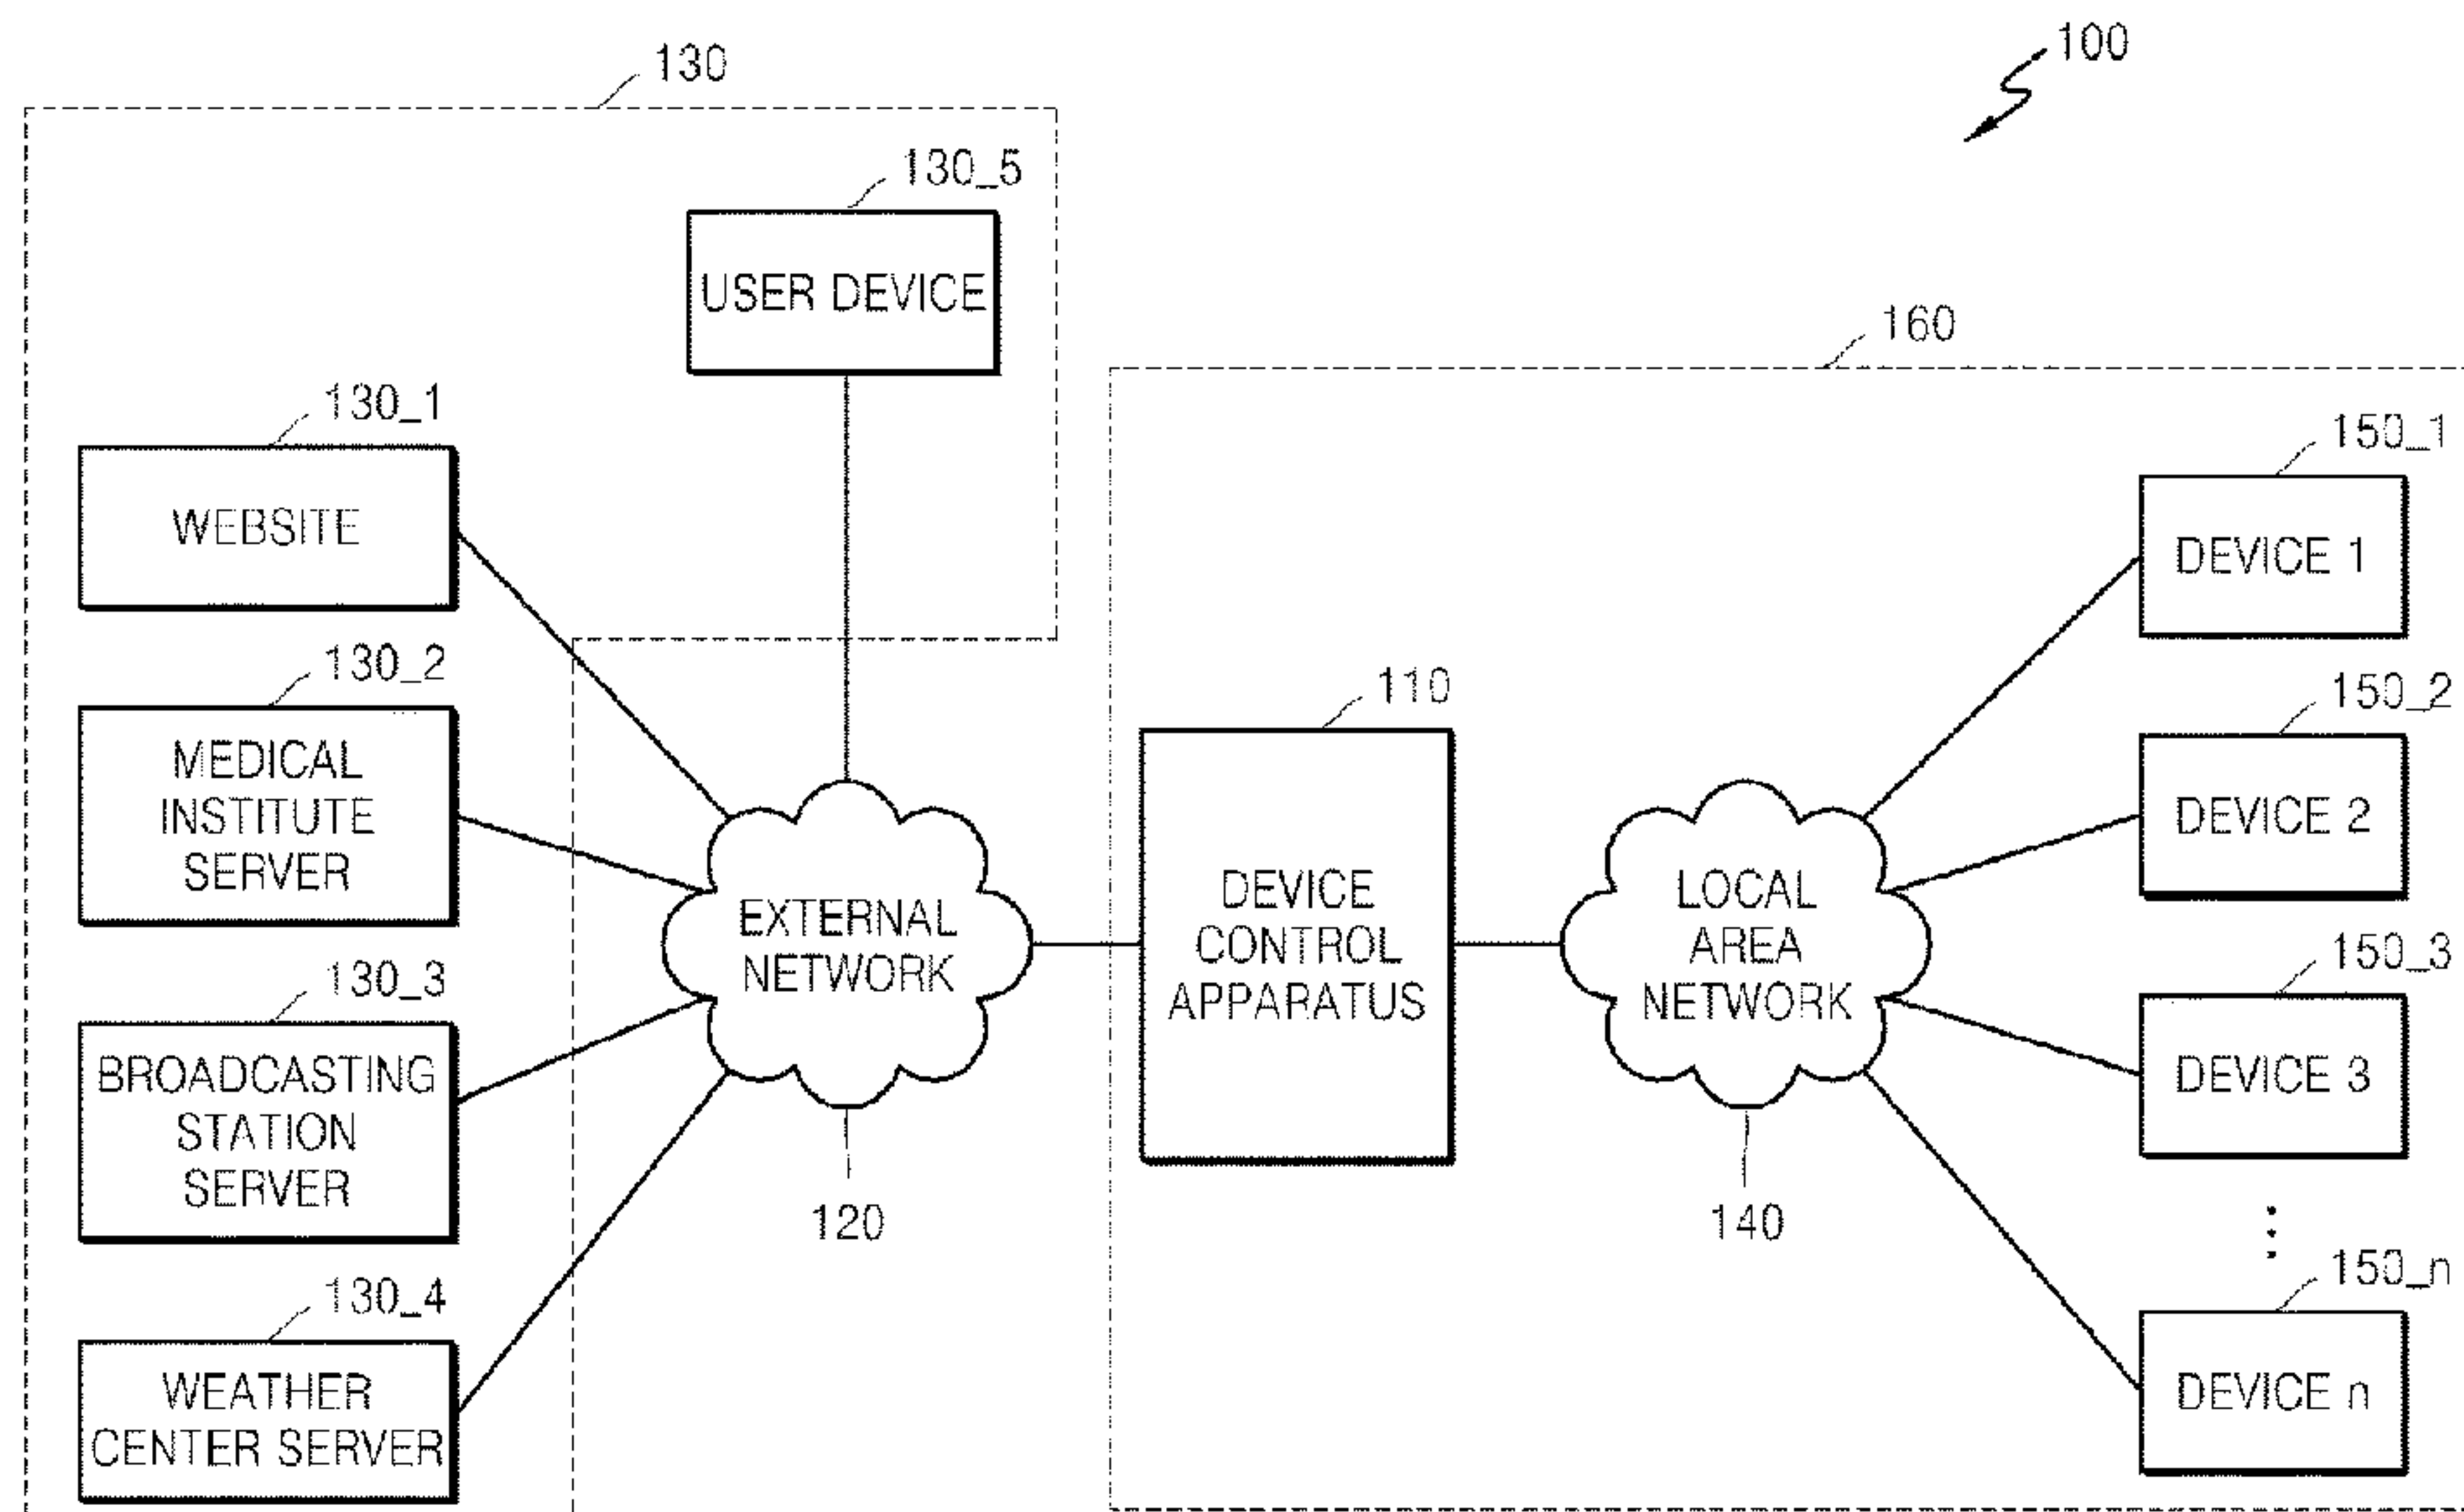 100
130
130_5
USER DEVICE
160
130_1
WEBSITE
130_2
MEDICAL
INSTITUTE
SERVER
130_3
BROADCASTING
STATION
SERVER
130_4
WEATHER
CENTER SERVER
EXTERNAL
NETWORK
120
110
DEVICE
CONTROL
APPARATUS
LOCAL
AREA
NETWORK
140
150_1
DEVICE 1
150_2
DEVICE 2
150_3
DEVICE 3
150_n
DEVICE n